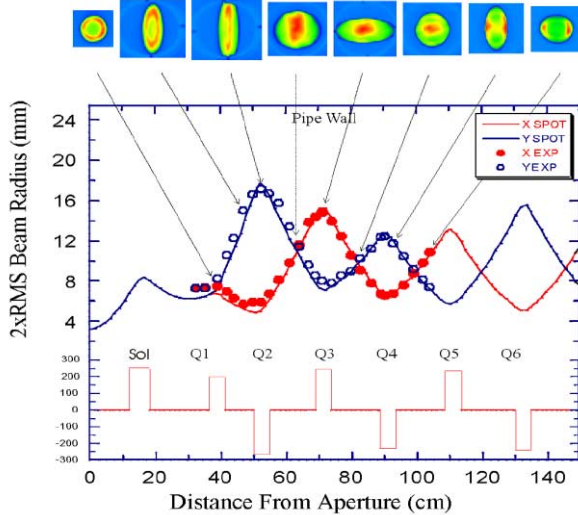 24
20
16
12
8
4
2xRMS Beam Radius (mm)
Pipe Wall
X SPOT
Y SPOT
X EXP
Y EXP
Sol Q1 Q2 Q3 Q4 Q5 Q6
300
200
100
0
-100
-200
-300
0 20 40 60 80 100 120 140
Distance From Aperture (cm)